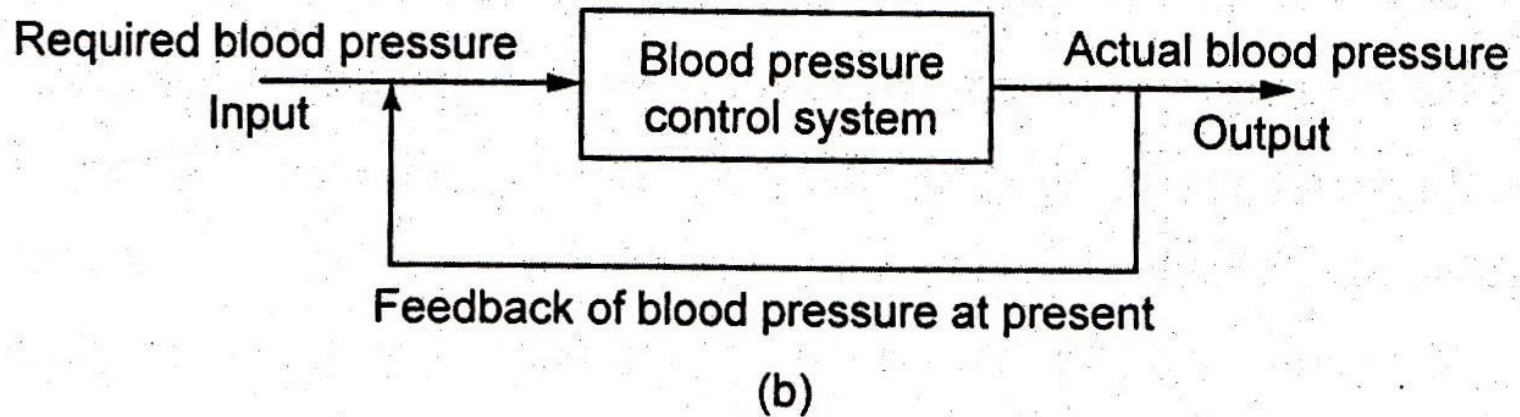 Required blood pressure
Input
Blood pressure
control system
Actual blood pressure
Output
Feedback of blood pressure at present
(b)